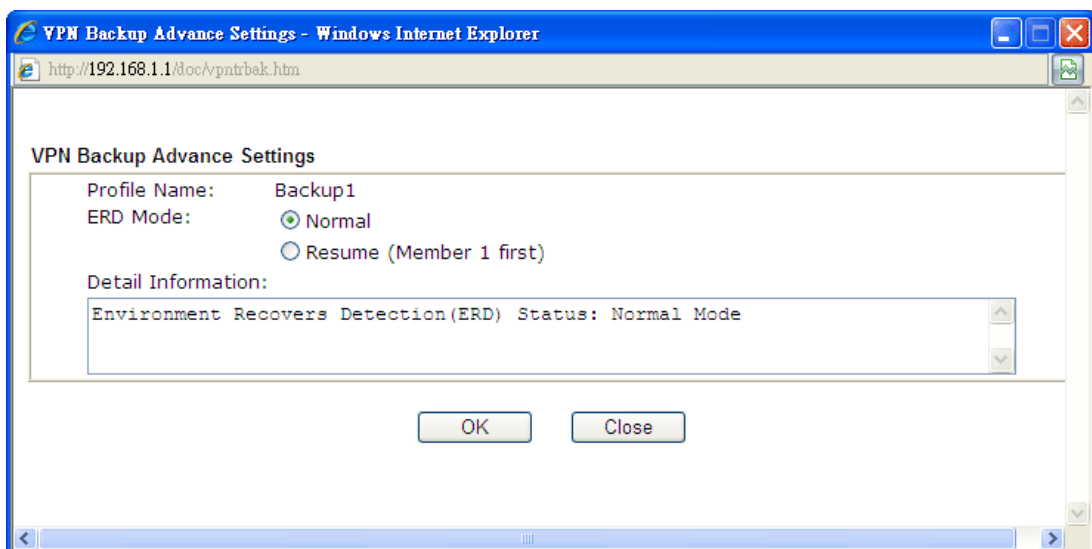 VPN Backup Advance Settings - Windows Internet Explorer
http://192.168.1.1/doc/vpntrbak.htm
VPN Backup Advance Settings
Profile Name: Backup1
ERD Mode: Normal
Resume (Member 1 first)
Detail Information:
Environment Recovers Detection(ERD) Status: Normal Mode
OK Close